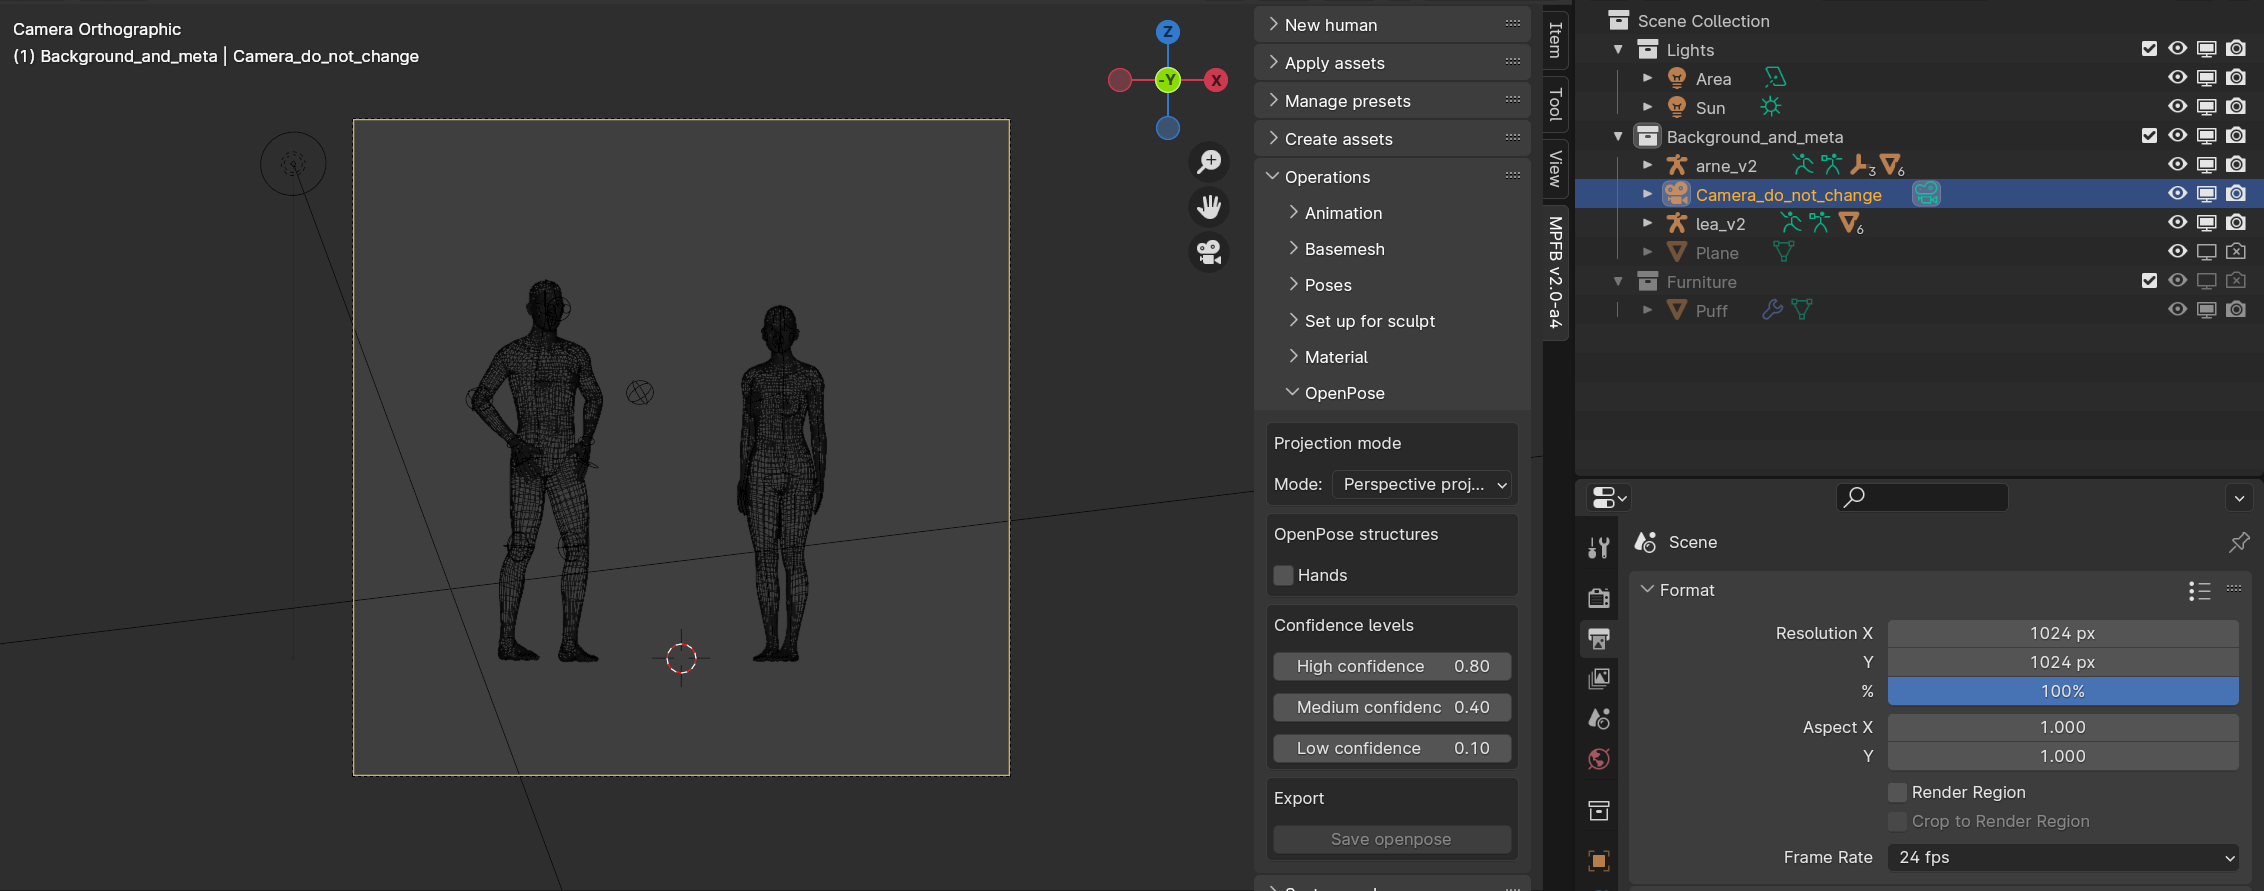 Camera Orthographic
(1) Background_and_meta | Camera_do_not_change
Z
-Y
X
New human
Apply assets
Manage presets
Create assets
Operations
Animation
Basemesh
Poses
Set up for sculpt
Material
OpenPose
Projection mode
Mode: Perspective proj...
OpenPose structures
Hands
Confidence levels
High confidence 0.80
Medium confidenc 0.40
Low confidence 0.10
Export
Save openpose
Item
Tool
View
MPFB v2.0-a4
Scene Collection
Lights
Area
Sun
Background_and_meta
arne_v2 3 6
Camera_do_not_change
lea_v2 6
Plane
Furniture
Puff
Scene
Format
Resolution X 1024 px
Y 1024 px
% 100%
Aspect X 1.000
Y 1.000
Render Region
Crop to Render Region
Frame Rate 24 fps